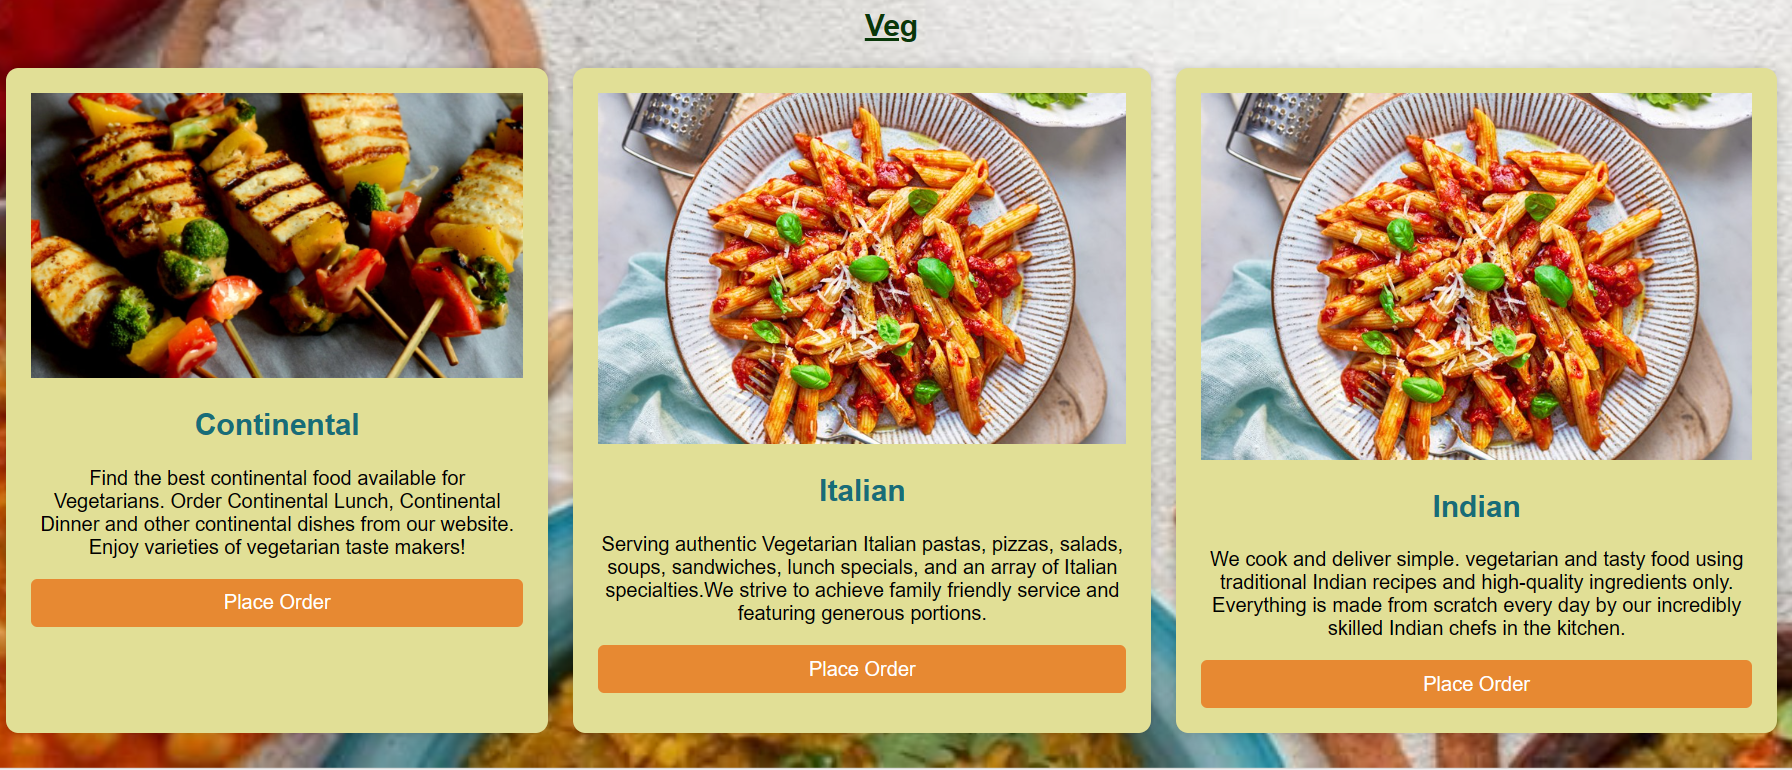 Veg
Continental
Find the best continental food available for
Vegetarians. Order Continental Lunch, Continental
Dinner and other continental dishes from our website.
Enjoy varieties of vegetarian taste makers!
Place Order
Italian
Serving authentic Vegetarian Italian pastas, pizzas, salads,
soups, sandwiches, lunch specials, and an array of Italian
specialties.We strive to achieve family friendly service and
featuring generous portions.
Place Order
Indian
We cook and deliver simple. vegetarian and tasty food using
traditional Indian recipes and high-quality ingredients only.
Everything is made from scratch every day by our incredibly
skilled Indian chefs in the kitchen.
Place Order